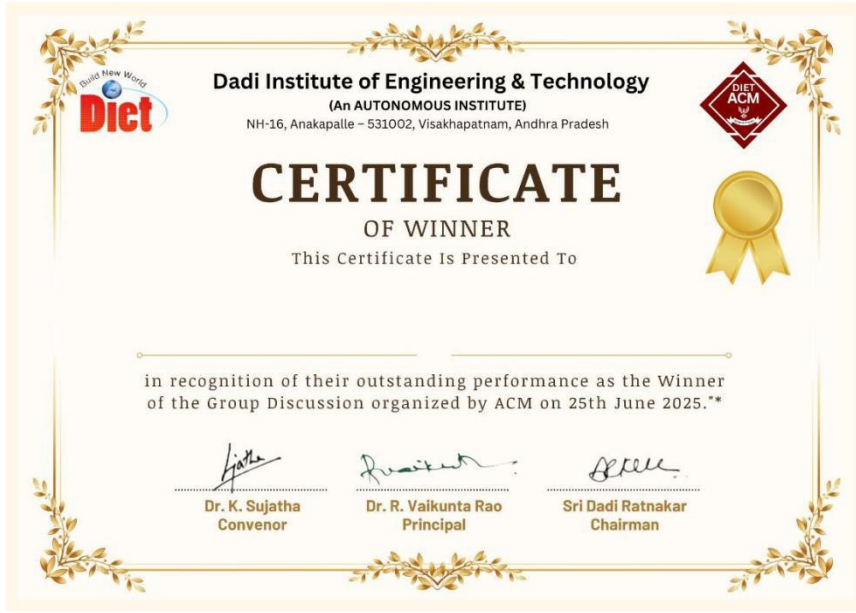 Build New World
Diet
Dadi Institute of Engineering & Technology
(An AUTONOMOUS INSTITUTE)
NH-16, Anakapalle – 531002, Visakhapatnam, Andhra Pradesh
DIET
ACM
CERTIFICATE
OF WINNER
This Certificate Is Presented To
in recognition of their outstanding performance as the Winner
of the Group Discussion organized by ACM on 25th June 2025."*
Dr. K. Sujatha
Convenor
Dr. R. Vaikunta Rao
Principal
Sri Dadi Ratnakar
Chairman